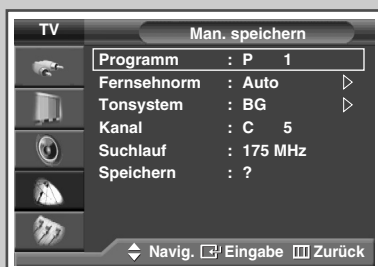 TV
Man. speichern
Programm : P 1
Fernsehnorm : Auto
Tonsystem : BG
Kanal : C 5
Suchlauf : 175 MHz
Speichern : ?
Navig. Eingabe Zurück